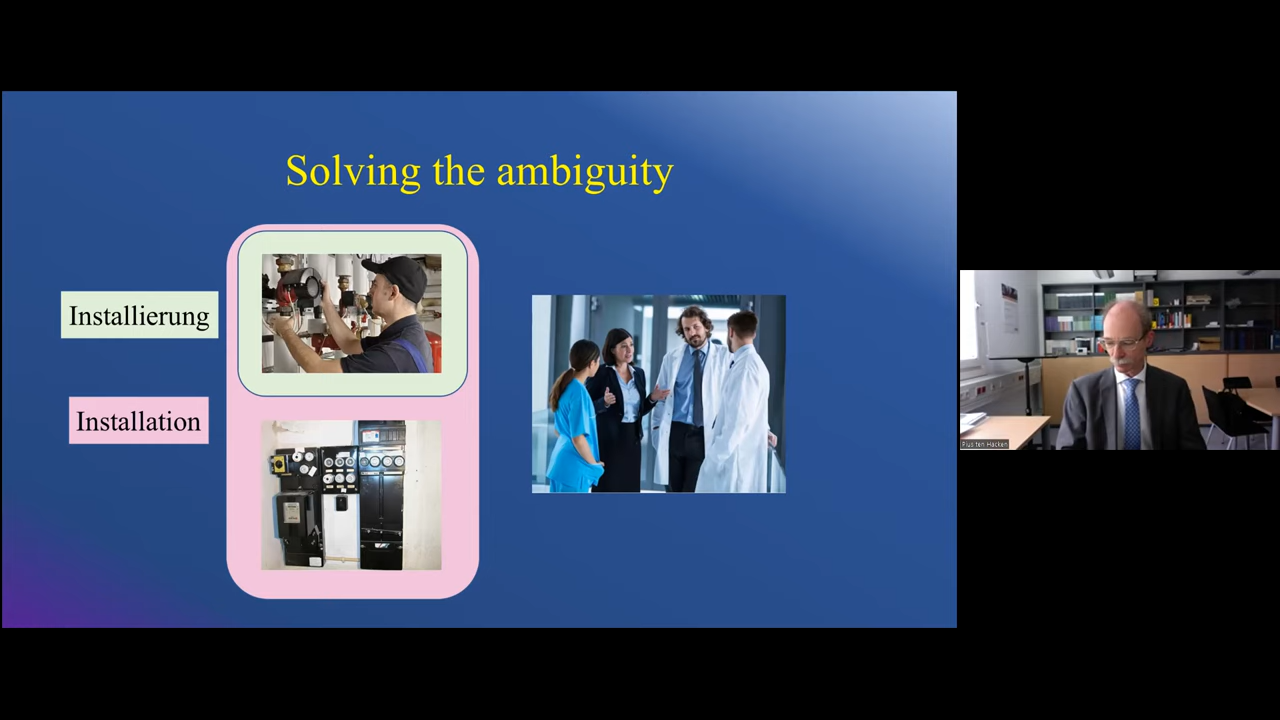 Solving the ambiguity
Installierung
Installation
Pius ten Hacken